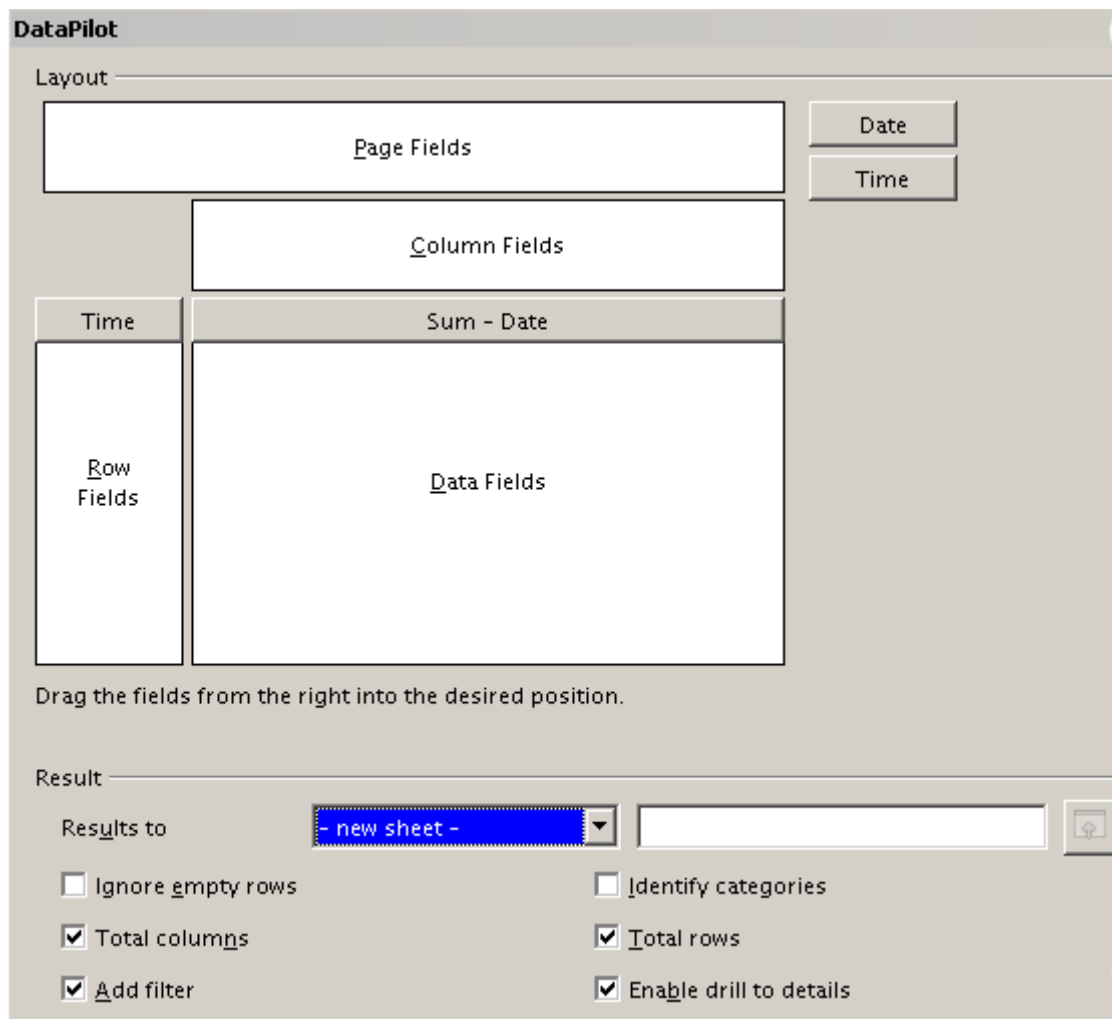 DataPilot
Layout
Page Fields
Date
Time
Column Fields
Time
Sum - Date
Row
Fields
Data Fields
Drag the fields from the right into the desired position.
Result
Results to
- new sheet -
Ignore empty rows
Identify categories
Total columns
Total rows
Add filter
Enable drill to details